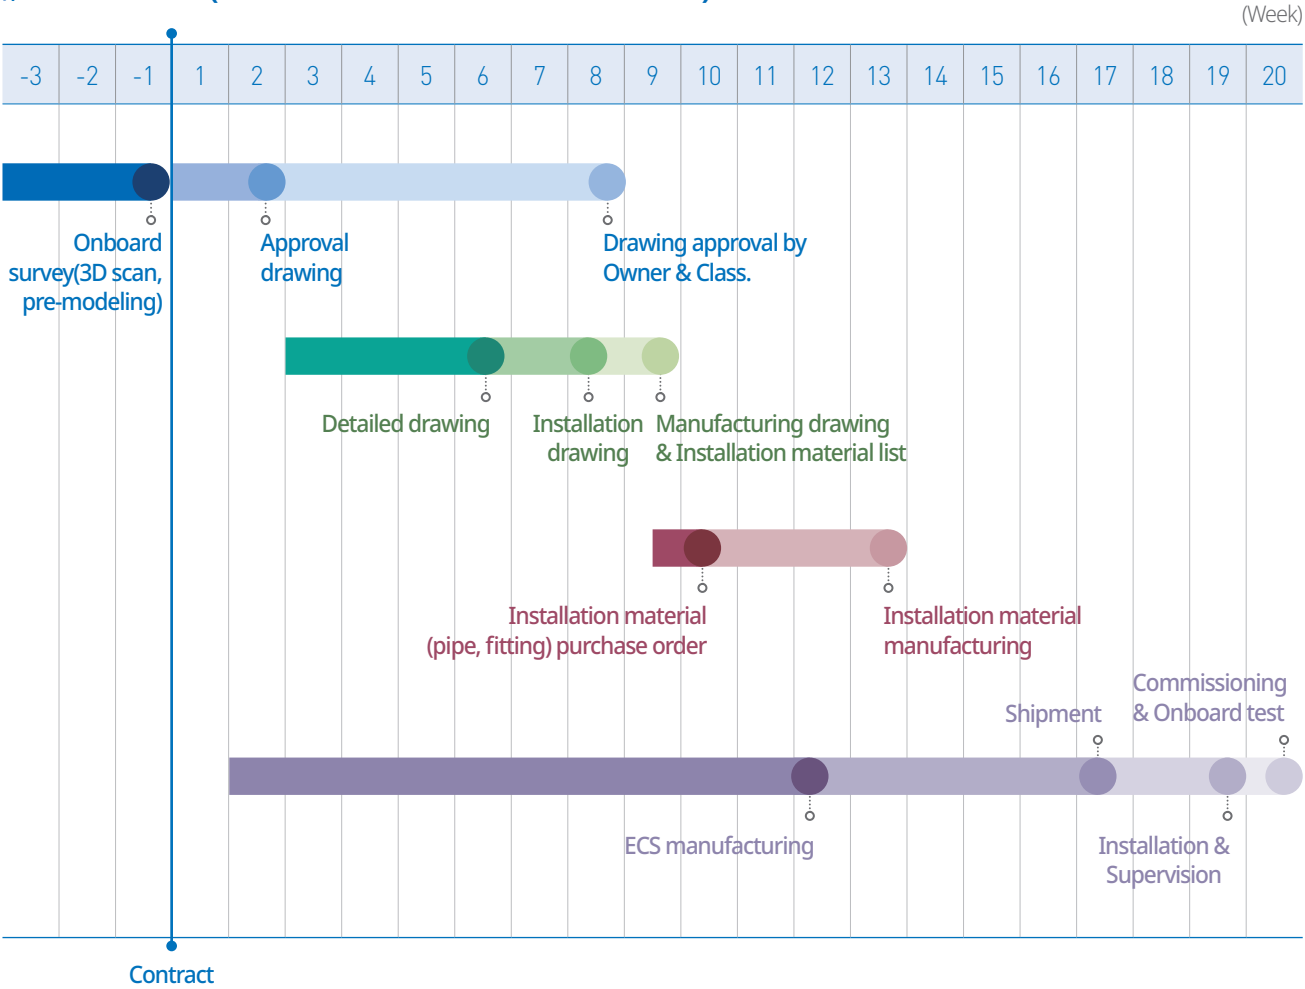 (Week)
-3 -2 -1 1 2 3 4 5 6 7 8 9 10 11 12 13 14 15 16 17 18 19 20
Onboard
survey(3D scan,
pre-modeling)
Approval
drawing
Drawing approval by
Owner & Class.
Detailed drawing
Installation
drawing
Manufacturing drawing
& Installation material list
Installation material
(pipe, fitting) purchase order
Installation material
manufacturing
Shipment
Commissioning
& Onboard test
ECS manufacturing
Installation &
Supervision
Contract